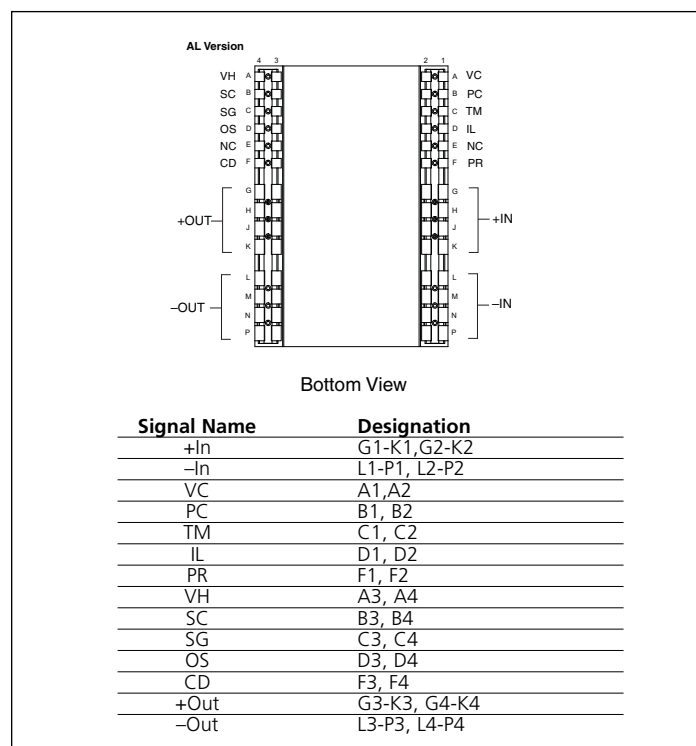 AL Version
4 3 2 1
VH A A VC
SC B B PC
SG C C TM
OS D D IL
NC E E NC
CD F F PR
G G
H H
+OUT +IN
J J
K K
L L
M M
–OUT –IN
N N
P P
Bottom View
Signal Name Designation
+In G1-K1,G2-K2
–In L1-P1, L2-P2
VC A1,A2
PC B1, B2
TM C1, C2
IL D1, D2
PR F1, F2
VH A3, A4
SC B3, B4
SG C3, C4
OS D3, D4
CD F3, F4
+Out G3-K3, G4-K4
–Out L3-P3, L4-P4